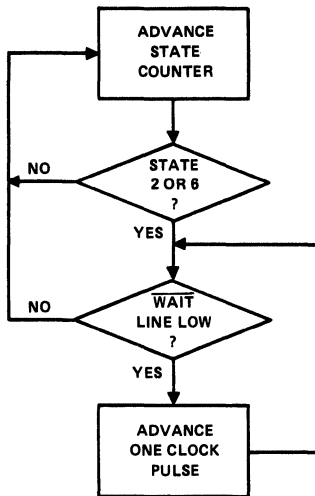 ADVANCE
STATE
COUNTER
NO
STATE
2 OR 6
?
YES
NO
WAIT
LINE LOW
?
YES
ADVANCE
ONE CLOCK
PULSE